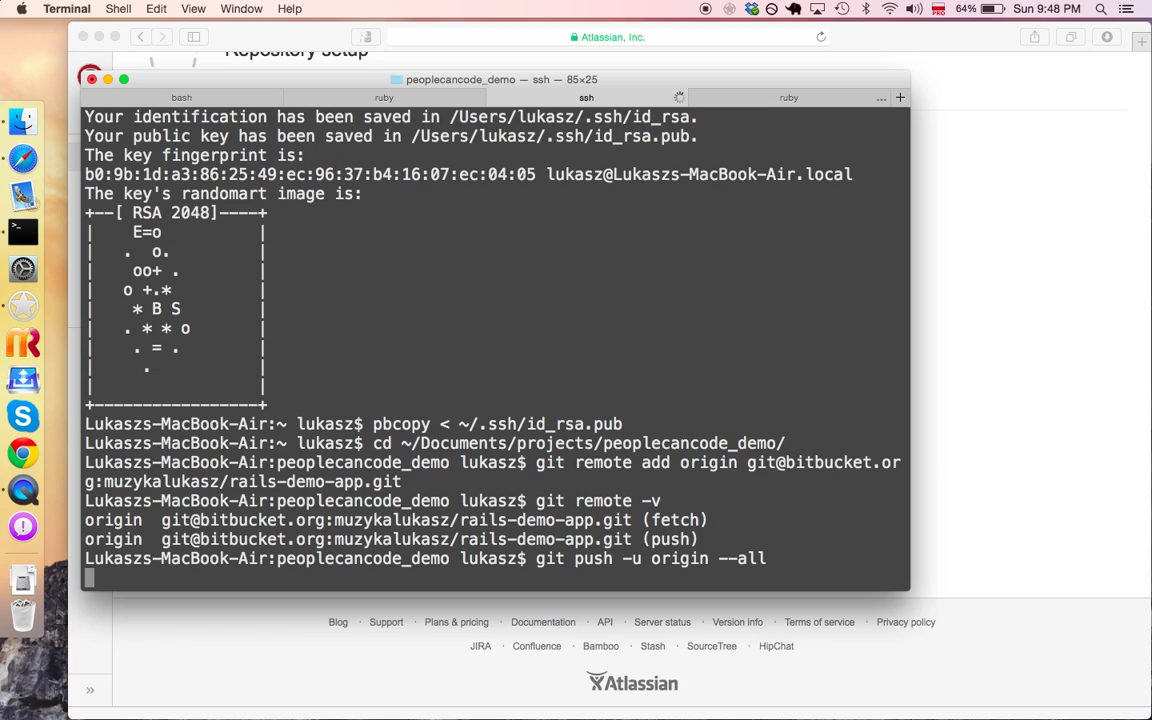 Terminal Shell Edit View Window Help
64% Sun 9:48 PM
Atlassian, Inc.
Repository setup
peoplecancode_demo — ssh — 85×25
bash ruby ssh ruby ...
Your identification has been saved in /Users/lukasz/.ssh/id_rsa.
Your public key has been saved in /Users/lukasz/.ssh/id_rsa.pub.
The key fingerprint is:
b0:9b:1d:a3:86:25:49:ec:96:37:b4:16:07:ec:04:05 lukasz@Lukaszs-MacBook-Air.local
The key's randomart image is:
+--[ RSA 2048]----+
|    E=o          |
|   .  o.         |
|    oo+ .        |
|   o +.*         |
|    * B S        |
|   . * * o       |
|    . = .        |
|     .           |
|                 |
+-----------------+
Lukaszs-MacBook-Air:~ lukasz$ pbcopy < ~/.ssh/id_rsa.pub
Lukaszs-MacBook-Air:~ lukasz$ cd ~/Documents/projects/peoplecancode_demo/
Lukaszs-MacBook-Air:peoplecancode_demo lukasz$ git remote add origin git@bitbucket.or
g:muzykalukasz/rails-demo-app.git
Lukaszs-MacBook-Air:peoplecancode_demo lukasz$ git remote -v
origin  git@bitbucket.org:muzykalukasz/rails-demo-app.git (fetch)
origin  git@bitbucket.org:muzykalukasz/rails-demo-app.git (push)
Lukaszs-MacBook-Air:peoplecancode_demo lukasz$ git push -u origin --all
Blog · Support · Plans & pricing · Documentation · API · Server status · Version info · Terms of service · Privacy policy
JIRA · Confluence · Bamboo · Stash · SourceTree · HipChat
Atlassian